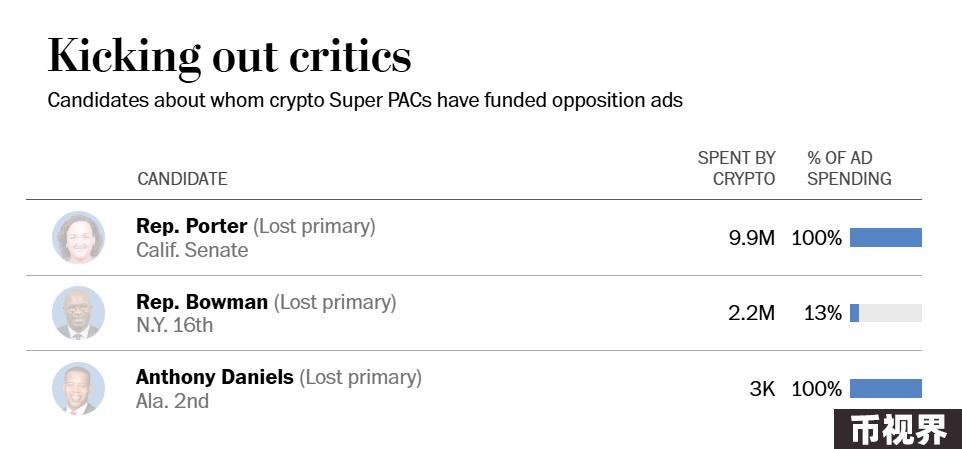 Kicking out critics
Candidates about whom crypto Super PACs have funded opposition ads
SPENT BY % OF AD
CANDIDATE CRYPTO SPENDING
Rep. Porter (Lost primary)
Calif. Senate
9.9M 100%
Rep. Bowman (Lost primary)
N.Y. 16th
2.2M 13%
Anthony Daniels (Lost primary)
Ala. 2nd
3K 100%
币视界